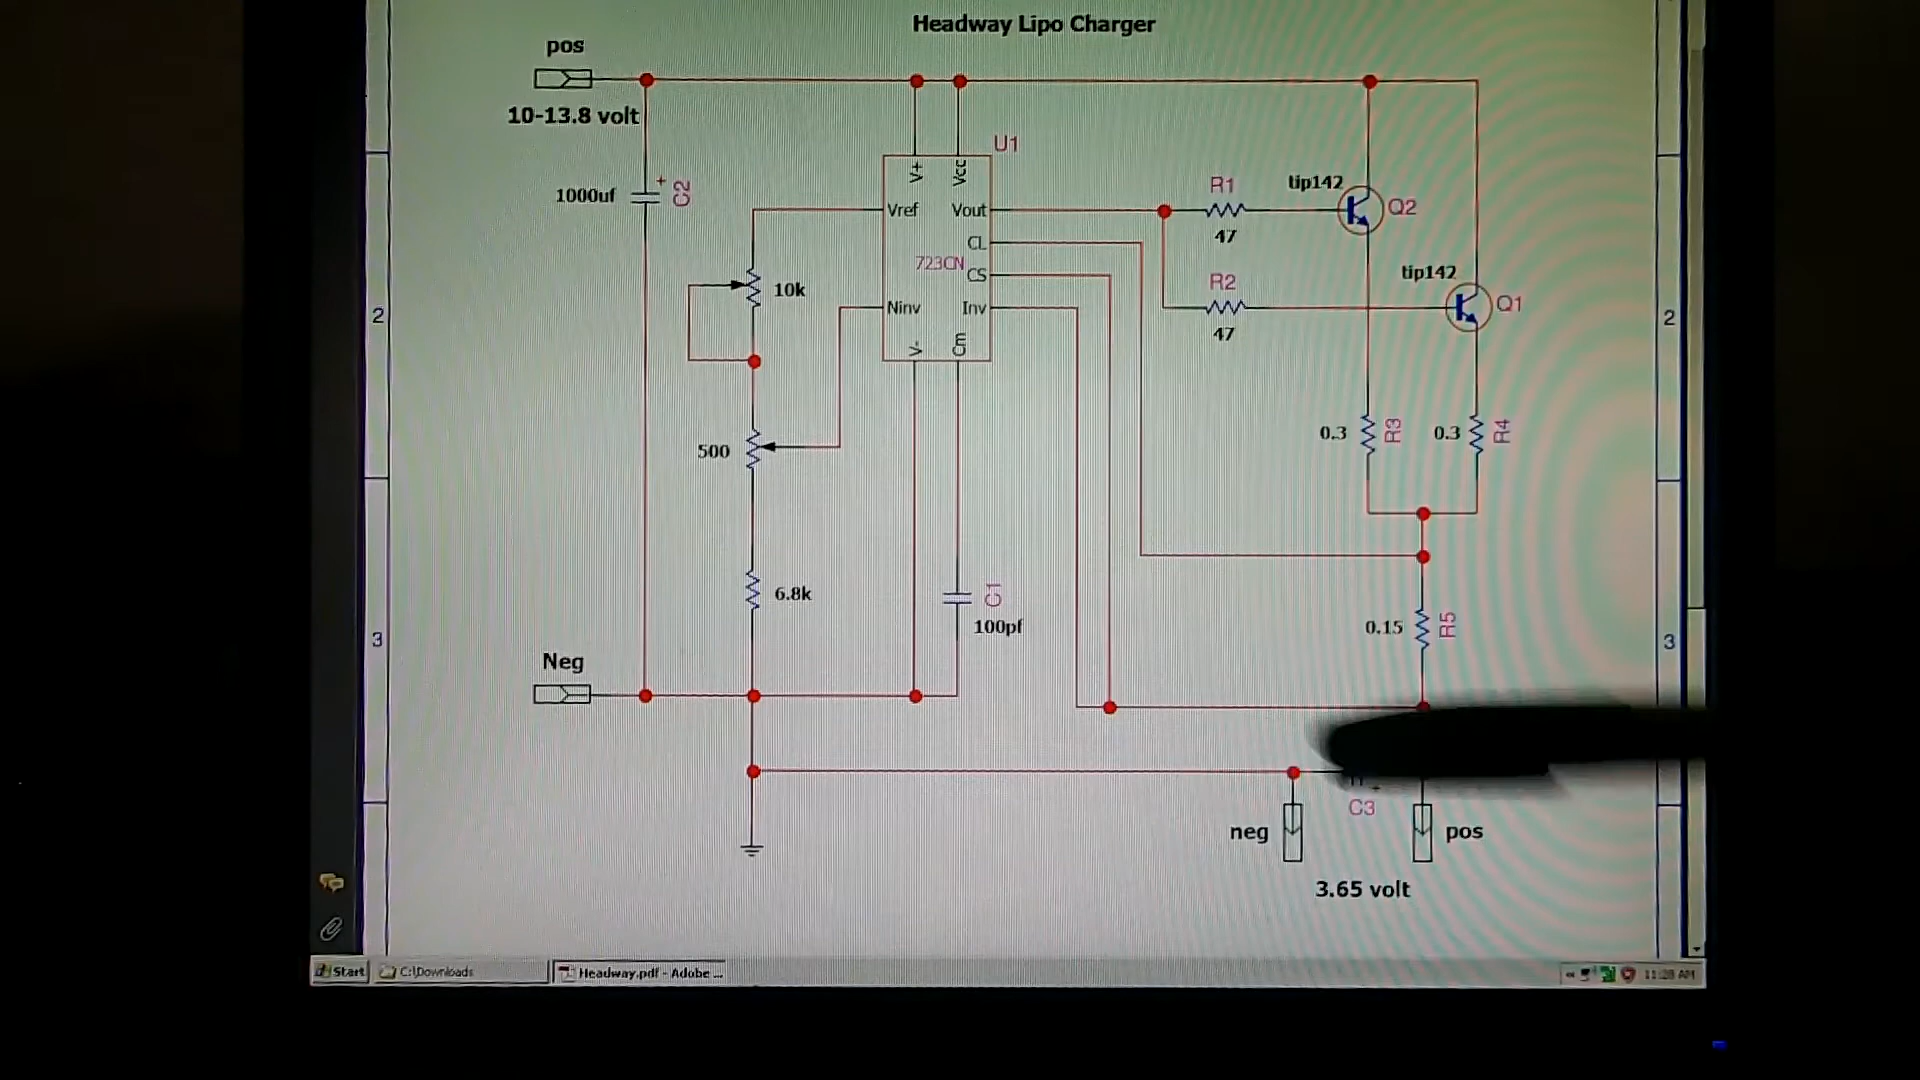 Headway Lipo Charger
pos
10-13.8 volt
1000uf
C2
U1
V+
Vcc
Vref
Vout
CL
723CN
CS
Ninv
Inv
V-
Cm
R1
47
tip142
Q2
R2
47
tip142
Q1
10k
500
6.8k
C1
100pf
0.3
R3
0.3
R4
0.15
R5
2
2
3
3
Neg
C3
neg
pos
3.65 volt
Start
C:\Downloads
Headway.pdf - Adobe ...
11:28 AM